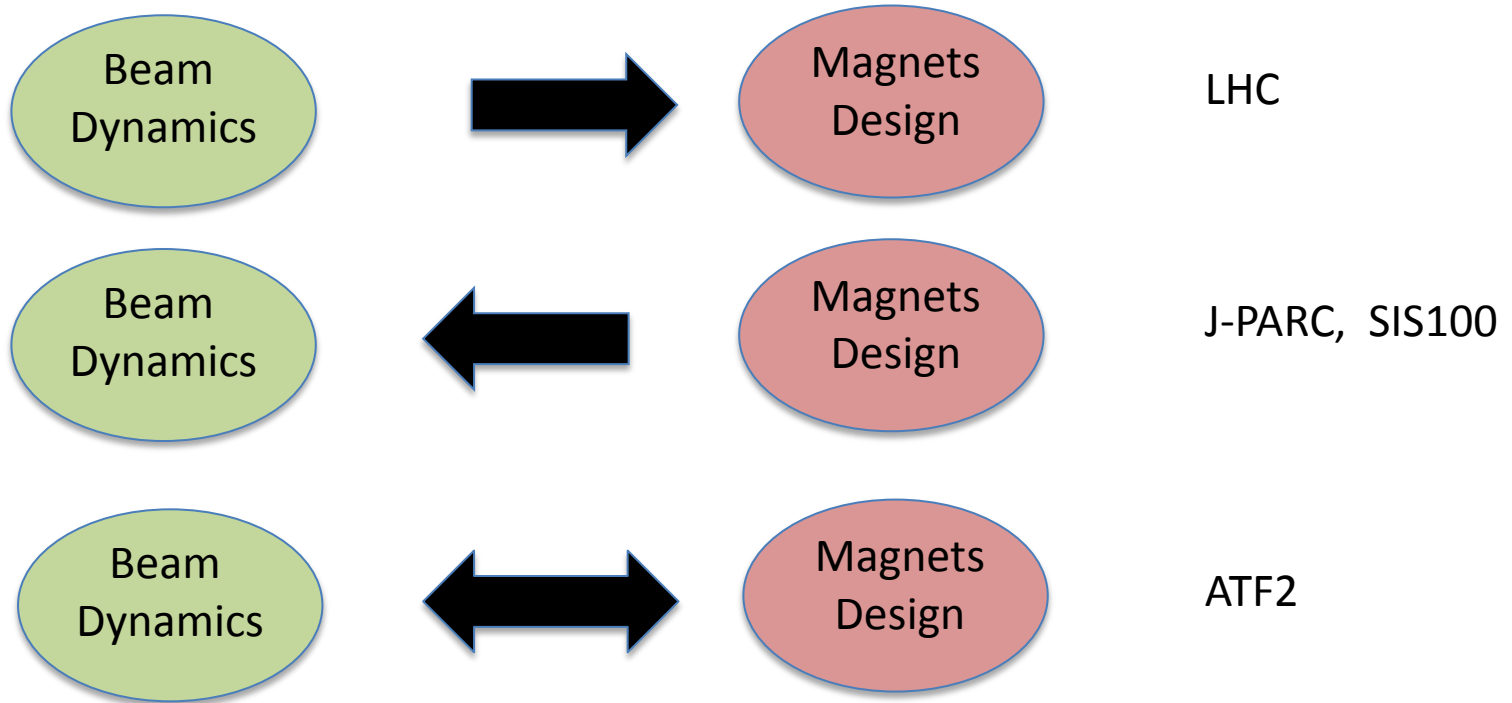 Beam
Dynamics
Magnets
Design
LHC
Beam
Dynamics
Magnets
Design
J-PARC, SIS100
Beam
Dynamics
Magnets
Design
ATF2